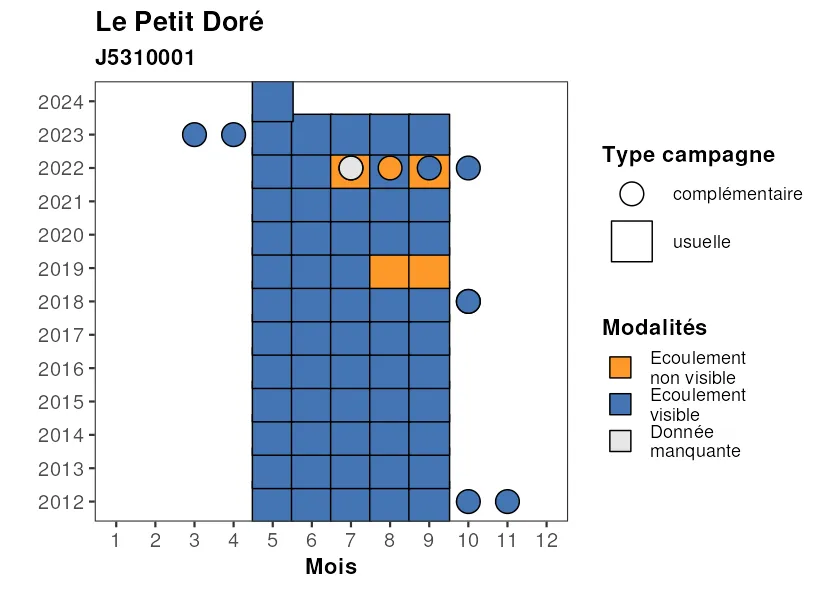 Le Petit Doré
J5310001
2024
2023
2022
2021
2020
2019
2018
2017
2016
2015
2014
2013
2012
1 2 3 4 5 6 7 8 9 10 11 12
Mois
Type campagne
complémentaire
usuelle
Modalités
Ecoulement
non visible
Ecoulement
visible
Donnée
manquante